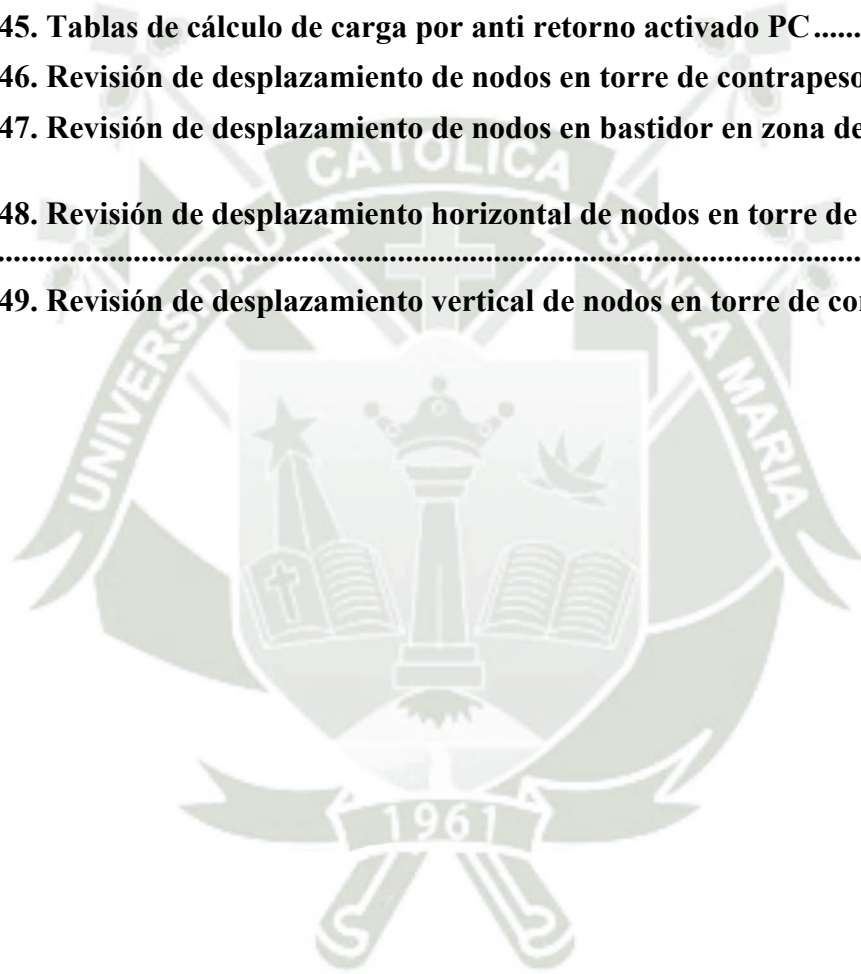 45. Tablas de cálculo de carga por anti retorno activado PC......
46. Revisión de desplazamiento de nodos en torre de contrapeso
47. Revisión de desplazamiento de nodos en bastidor en zona de
48. Revisión de desplazamiento horizontal de nodos en torre de
..........................................................................................
49. Revisión de desplazamiento vertical de nodos en torre de co
UNIVERSIDAD CATOLICA SANTA MARIA
1961